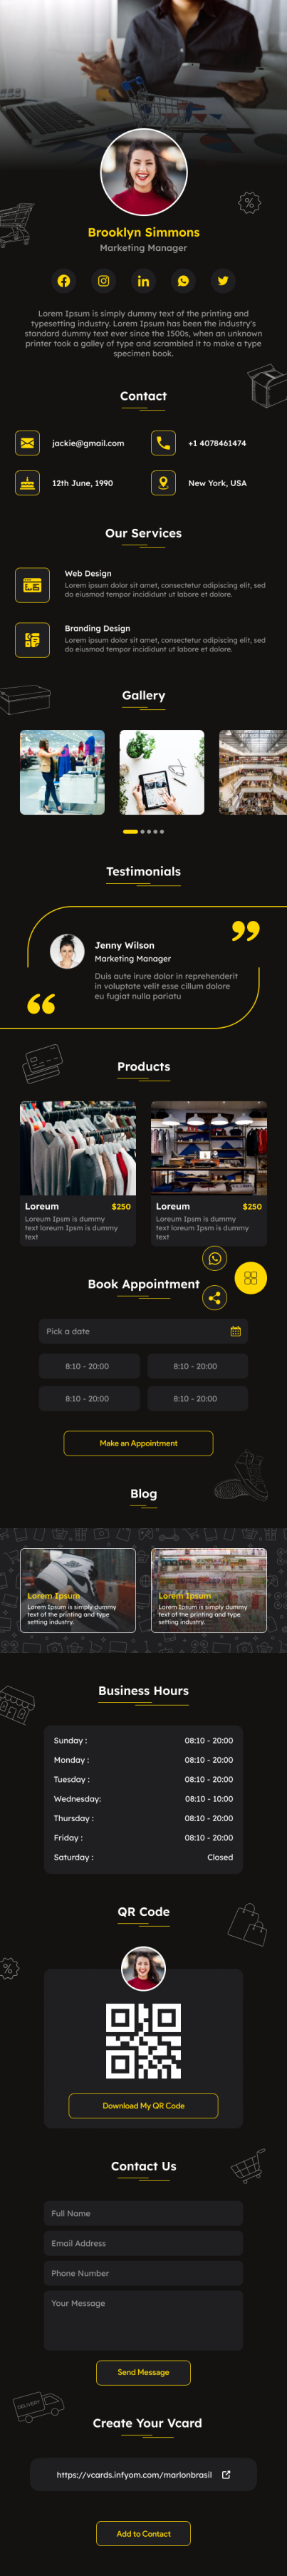 Brooklyn Simmons
Marketing Manager
Lorem Ipsum is simply dummy text of the printing and
typesetting industry. Lorem Ipsum has been the industry's
standard dummy text ever since the 1500s, when an unknown
printer took a galley of type and scrambled it to make a type
specimen book.
Contact
jackie@gmail.com
+1 4078461474
12th June, 1990
New York, USA
Our Services
Web Design
Lorem ipsum dolor sit amet, consectetur adipiscing elit, sed
do eiusmod tempor incididunt ut labore et dolore.
Branding Design
Lorem ipsum dolor sit amet, consectetur adipiscing elit, sed
do eiusmod tempor incididunt ut labore et dolore.
Gallery
Testimonials
Jenny Wilson
Marketing Manager
Duis aute irure dolor in reprehenderit
in voluptate velit esse cillum dolore
eu fugiat nulla pariatu
Products
Loreum $250
Loreum Ipsm is dummy
text loreum Ipsm is dummy
text
Loreum $250
Loreum Ipsm is dummy
text loreum Ipsm is dummy
text
Book Appointment
Pick a date
8:10 - 20:00
8:10 - 20:00
8:10 - 20:00
8:10 - 20:00
Make an Appointment
Blog
Lorem Ipsum
Lorem Ipsum is simply dummy
text of the printing and type
setting industry.
Lorem Ipsum
Lorem Ipsum is simply dummy
text of the printing and type
setting industry.
Business Hours
Sunday : 08:10 - 20:00
Monday : 08:10 - 20:00
Tuesday : 08:10 - 20:00
Wednesday: 08:10 - 10:00
Thursday : 08:10 - 20:00
Friday : 08:10 - 20:00
Saturday : Closed
QR Code
Download My QR Code
Contact Us
Full Name
Email Address
Phone Number
Your Message
Send Message
DELIVERY
Create Your Vcard
https://vcards.infyom.com/marlonbrasil
Add to Contact